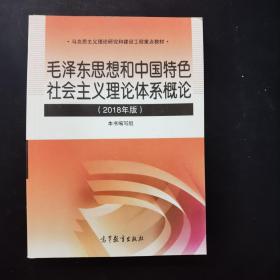 ·马克思主义理论研究和建设工程重点教材
毛泽东思想和中国特色
社会主义理论体系概论
(2018年版)
本书编写组
高等教育出版社